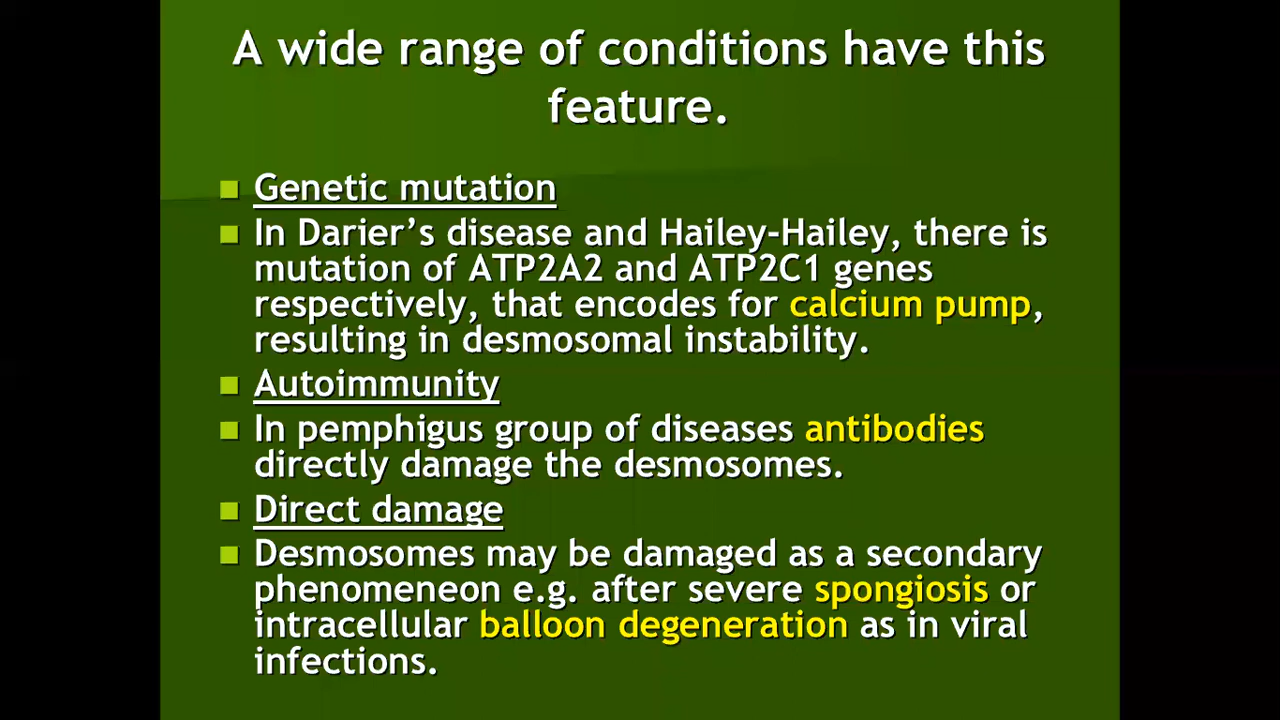 A wide range of conditions have this
feature.
Genetic mutation
In Darier’s disease and Hailey-Hailey, there is
mutation of ATP2A2 and ATP2C1 genes
respectively, that encodes for calcium pump,
resulting in desmosomal instability.
Autoimmunity
In pemphigus group of diseases antibodies
directly damage the desmosomes.
Direct damage
Desmosomes may be damaged as a secondary
phenomeneon e.g. after severe spongiosis or
intracellular balloon degeneration as in viral
infections.